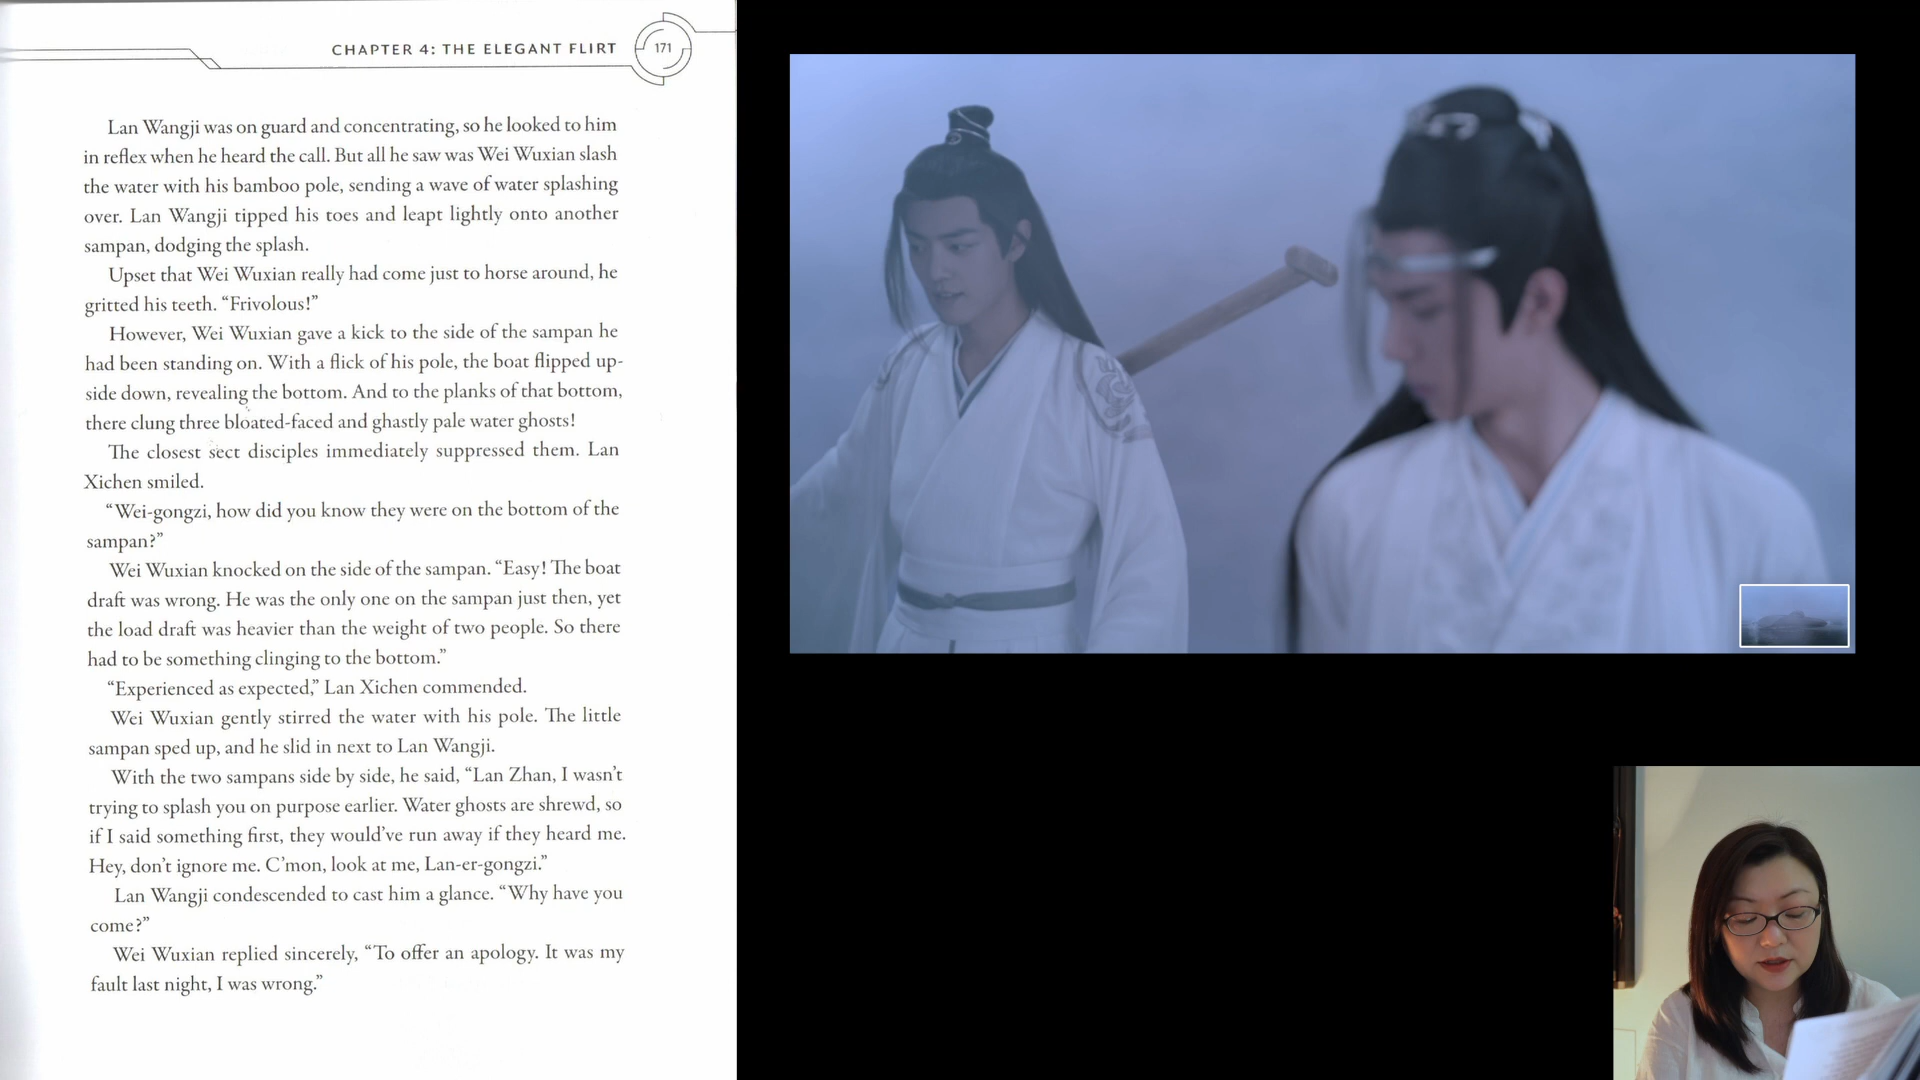 CHAPTER 4: THE ELEGANT FLIRT
171
Lan Wangji was on guard and concentrating, so he looked to him
in reflex when he heard the call. But all he saw was Wei Wuxian slash
the water with his bamboo pole, sending a wave of water splashing
over. Lan Wangji tipped his toes and leapt lightly onto another
sampan, dodging the splash.
Upset that Wei Wuxian really had come just to horse around, he
gritted his teeth. “Frivolous!”
However, Wei Wuxian gave a kick to the side of the sampan he
had been standing on. With a flick of his pole, the boat flipped up-
side down, revealing the bottom. And to the planks of that bottom,
there clung three bloated-faced and ghastly pale water ghosts!
The closest sect disciples immediately suppressed them. Lan
Xichen smiled.
“Wei-gongzi, how did you know they were on the bottom of the
sampan?”
Wei Wuxian knocked on the side of the sampan. “Easy! The boat
draft was wrong. He was the only one on the sampan just then, yet
the load draft was heavier than the weight of two people. So there
had to be something clinging to the bottom.”
“Experienced as expected,” Lan Xichen commended.
Wei Wuxian gently stirred the water with his pole. The little
sampan sped up, and he slid in next to Lan Wangji.
With the two sampans side by side, he said, “Lan Zhan, I wasn’t
trying to splash you on purpose earlier. Water ghosts are shrewd, so
if I said something first, they would’ve run away if they heard me.
Hey, don’t ignore me. C’mon, look at me, Lan-er-gongzi.”
Lan Wangji condescended to cast him a glance. “Why have you
come?”
Wei Wuxian replied sincerely, “To offer an apology. It was my
fault last night, I was wrong.”